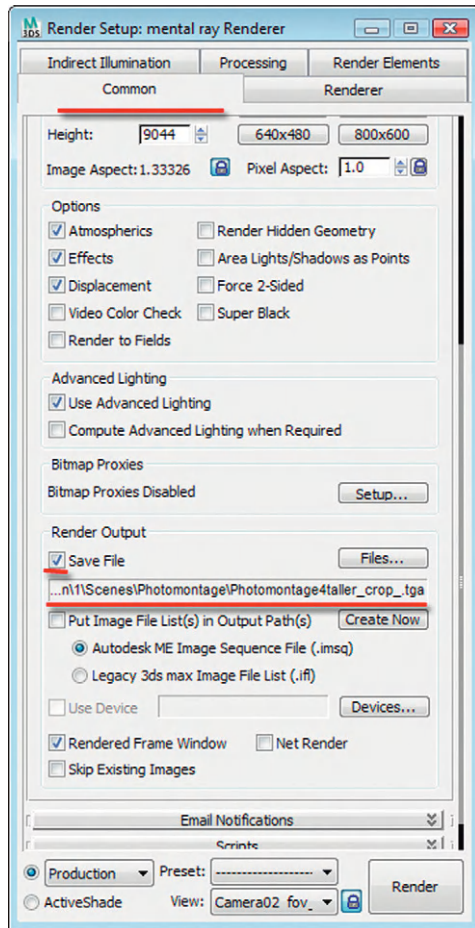 3DS Render Setup: mental ray Renderer
Indirect Illumination Processing Render Elements
Common Renderer
Height: 9044 640x480 800x600
Image Aspect: 1.33326 Pixel Aspect: 1.0
Options
Atmospherics Render Hidden Geometry
Effects Area Lights/Shadows as Points
Displacement Force 2-Sided
Video Color Check Super Black
Render to Fields
Advanced Lighting
Use Advanced Lighting
Compute Advanced Lighting when Required
Bitmap Proxies
Bitmap Proxies Disabled Setup...
Render Output
Save File Files...
...n\1\Scenes\Photomontage\Photomontage4taller_crop_.tga
Put Image File List(s) in Output Path(s) Create Now
Autodesk ME Image Sequence File (.imsq)
Legacy 3ds max Image File List (.ifl)
Use Device Devices...
Rendered Frame Window Net Render
Skip Existing Images
Email Notifications
Scripts
Production Preset: --------------------
ActiveShade View: Camera02 fov_ Render